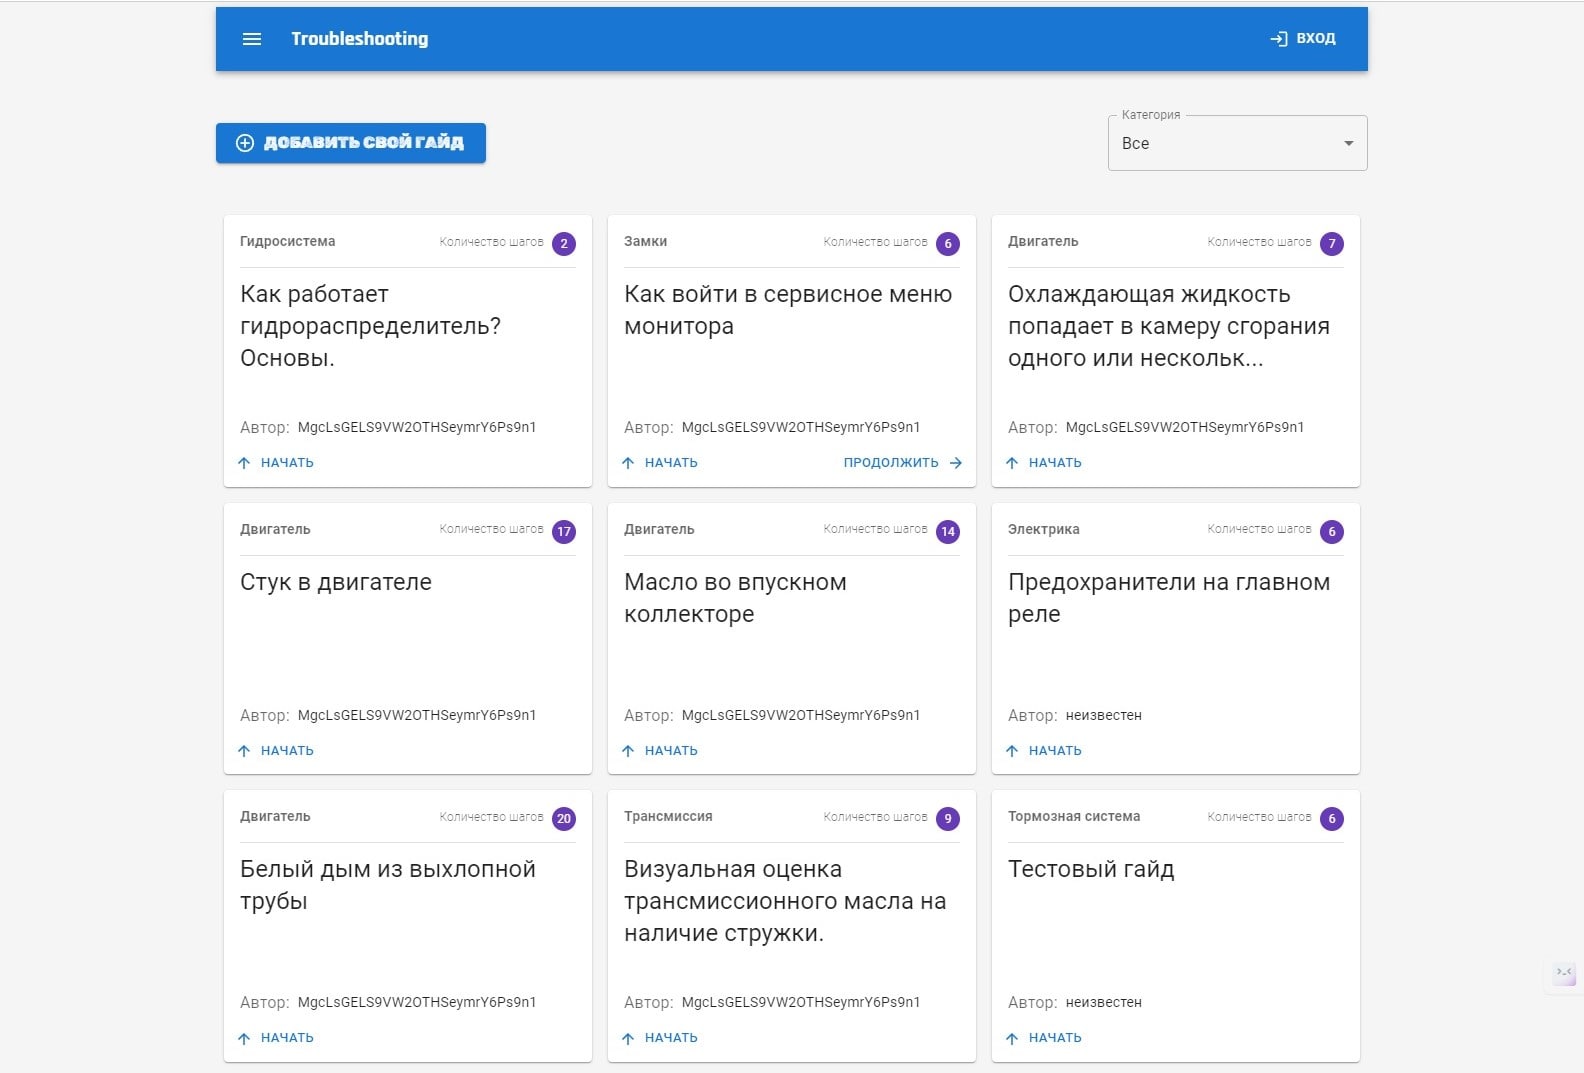 Troubleshooting
ВХОД
ДОБАВИТЬ СВОЙ ГАЙД
Категория
Все
Гидросистема
Количество шагов 2
Как работает
гидрораспределитель?
Основы.
Автор: MgcLsGELS9VW2OTHSeymrY6Ps9n1
НАЧАТЬ
Замки
Количество шагов 6
Как войти в сервисное меню
монитора
Автор: MgcLsGELS9VW2OTHSeymrY6Ps9n1
НАЧАТЬ
ПРОДОЛЖИТЬ
Двигатель
Количество шагов 7
Охлаждающая жидкость
попадает в камеру сгорания
одного или нескольк...
Автор: MgcLsGELS9VW2OTHSeymrY6Ps9n1
НАЧАТЬ
Двигатель
Количество шагов 17
Стук в двигателе
Автор: MgcLsGELS9VW2OTHSeymrY6Ps9n1
НАЧАТЬ
Двигатель
Количество шагов 14
Масло во впускном
коллекторе
Автор: MgcLsGELS9VW2OTHSeymrY6Ps9n1
НАЧАТЬ
Электрика
Количество шагов 6
Предохранители на главном
реле
Автор: неизвестен
НАЧАТЬ
Двигатель
Количество шагов 20
Белый дым из выхлопной
трубы
Автор: MgcLsGELS9VW2OTHSeymrY6Ps9n1
НАЧАТЬ
Трансмиссия
Количество шагов 9
Визуальная оценка
трансмиссионного масла на
наличие стружки.
Автор: MgcLsGELS9VW2OTHSeymrY6Ps9n1
НАЧАТЬ
Тормозная система
Количество шагов 6
Тестовый гайд
Автор: неизвестен
НАЧАТЬ